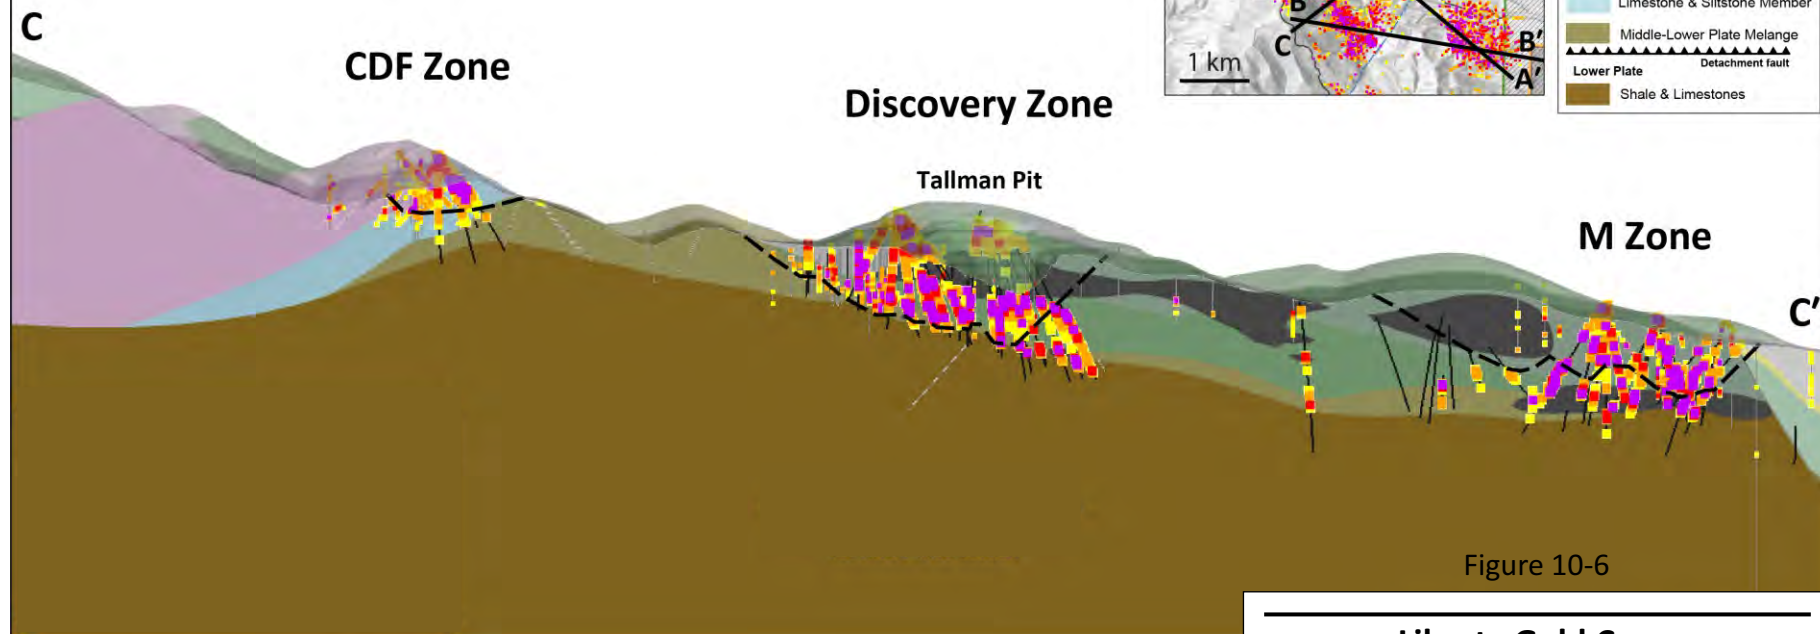 C
CDF Zone
Discovery Zone
Tallman Pit
M Zone
C'
B
C
B'
A'
1 km
Limestone & Siltstone Member
Middle-Lower Plate Melange
Detachment fault
Lower Plate
Shale & Limestones
Figure 10-6